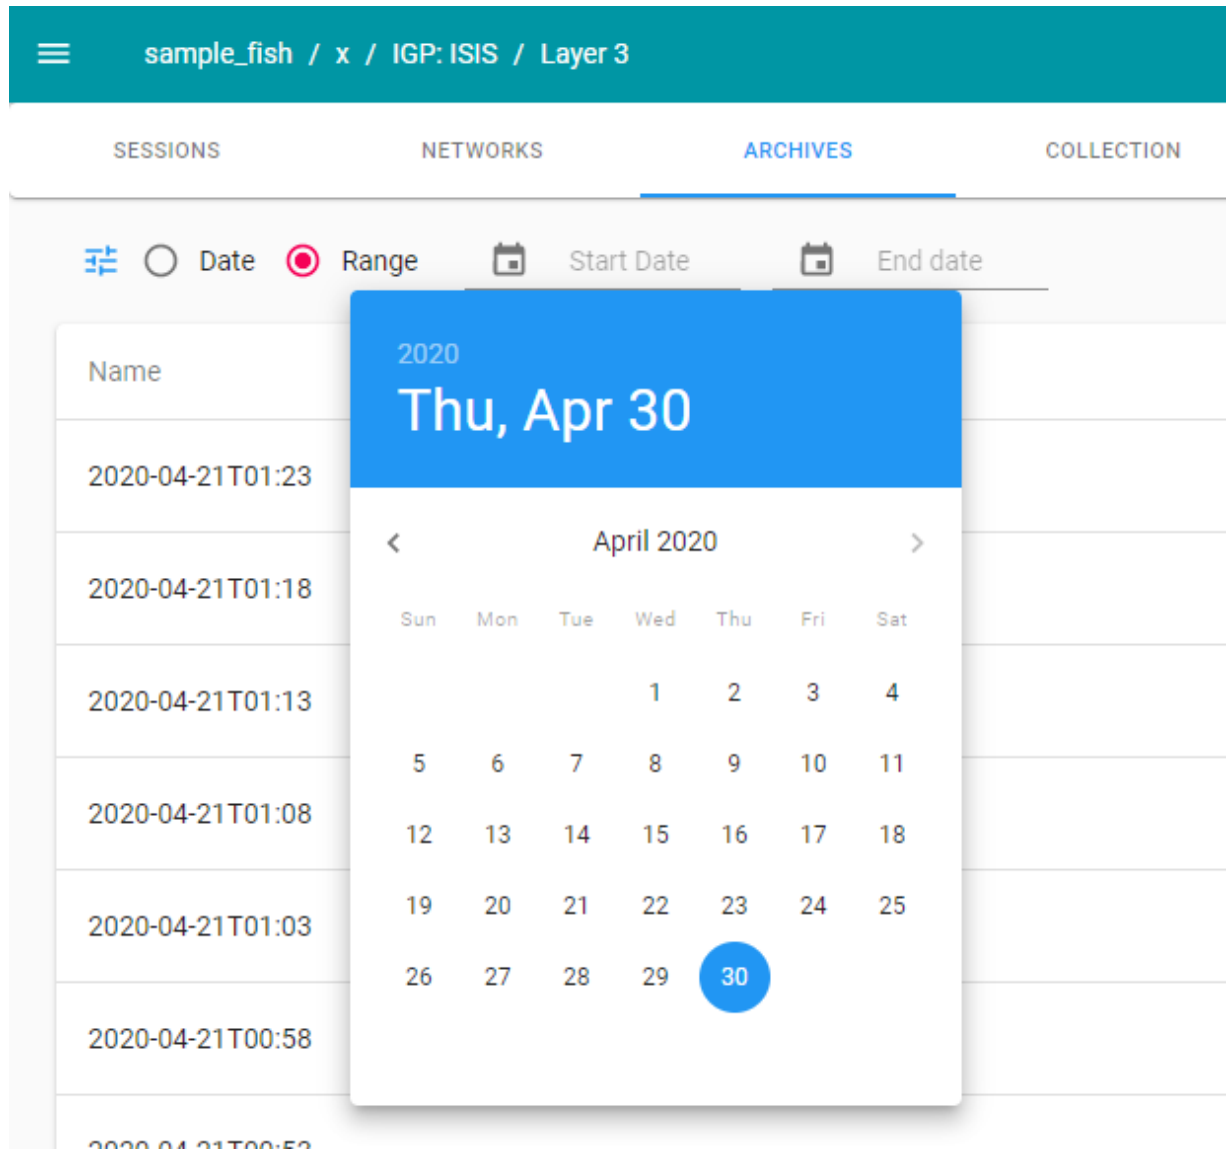 sample_fish / x / IGP: ISIS / Layer 3
SESSIONS NETWORKS ARCHIVES COLLECTION
Date Range Start Date End date
Name
2020
Thu, Apr 30
2020-04-21T01:23
April 2020
2020-04-21T01:18
Sun Mon Tue Wed Thu Fri Sat
2020-04-21T01:13
1 2 3 4
5 6 7 8 9 10 11
2020-04-21T01:08
12 13 14 15 16 17 18
2020-04-21T01:03
19 20 21 22 23 24 25
26 27 28 29 30
2020-04-21T00:58